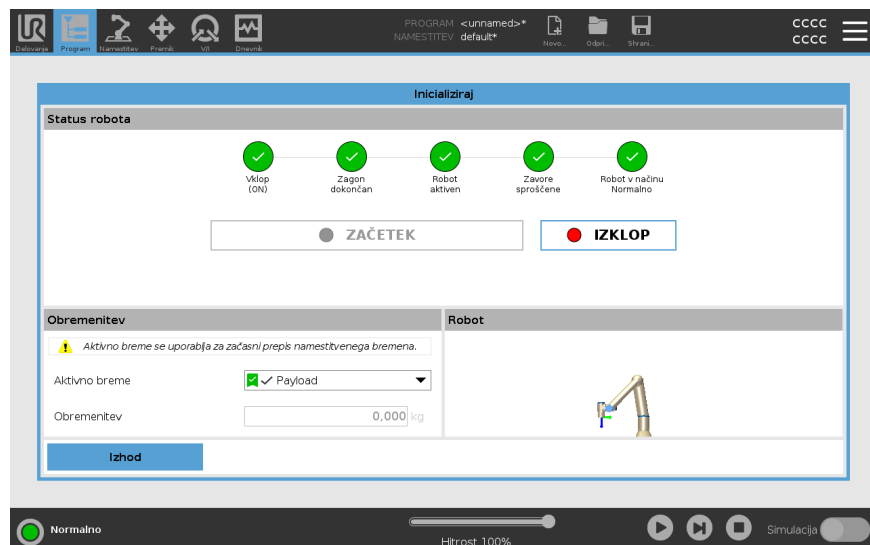 PROGRAM <unnamed>*
NAMESTITEV default*
cccc
cccc
Delovanje Program Namestitev Premik V/I Dnevnik Novo... Odpri... Shrani...
Inicializiraj
Status robota
Vklop
(ON)
Zagon
dokončan
Robot
aktiven
Zavore
sproščene
Robot v načinu
Normalno
ZAČETEK
IZKLOP
Obremenitev
Robot
Aktivno breme se uporablja za začasni prepis namestitvenega bremena.
Aktivno breme
Payload
Obremenitev
0,000 kg
Izhod
Normalno
Hitrost 100%
Simulacija